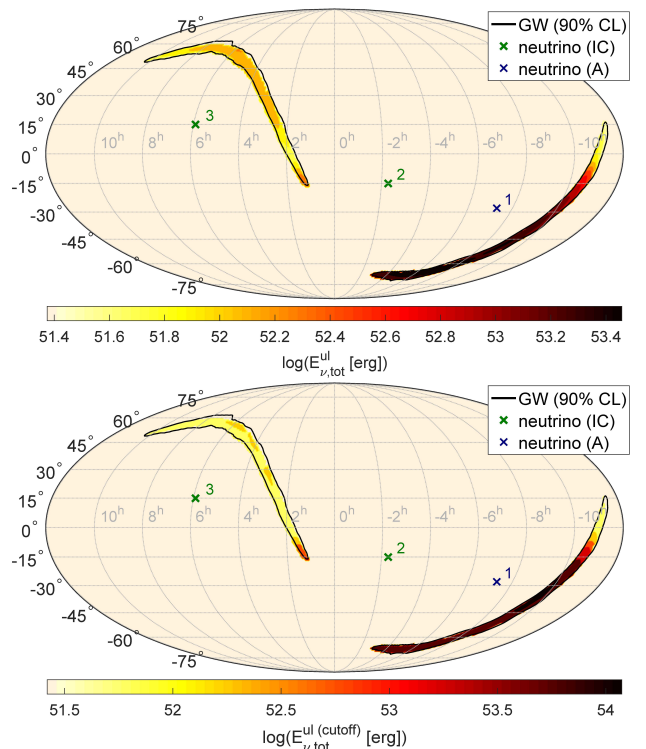 75°
60°
45°
30°
15°
0°
-15°
-30°
-45°
-60°
-75°
10h 8h 6h 4h 2h 0h -2h -4h -6h -8h -10h
GW (90% CL)
neutrino (IC)
neutrino (A)
3
2
1
51.4 51.6 51.8 52 52.2 52.4 52.6 52.8 53 53.2 53.4
log(E^ul_ν,tot [erg])
75°
60°
45°
30°
15°
0°
-15°
-30°
-45°
-60°
-75°
10h 8h 6h 4h 2h 0h -2h -4h -6h -8h -10h
GW (90% CL)
neutrino (IC)
neutrino (A)
3
2
1
51.5 52 52.5 53 53.5 54
log(E^ul (cutoff)_ν,tot [erg])